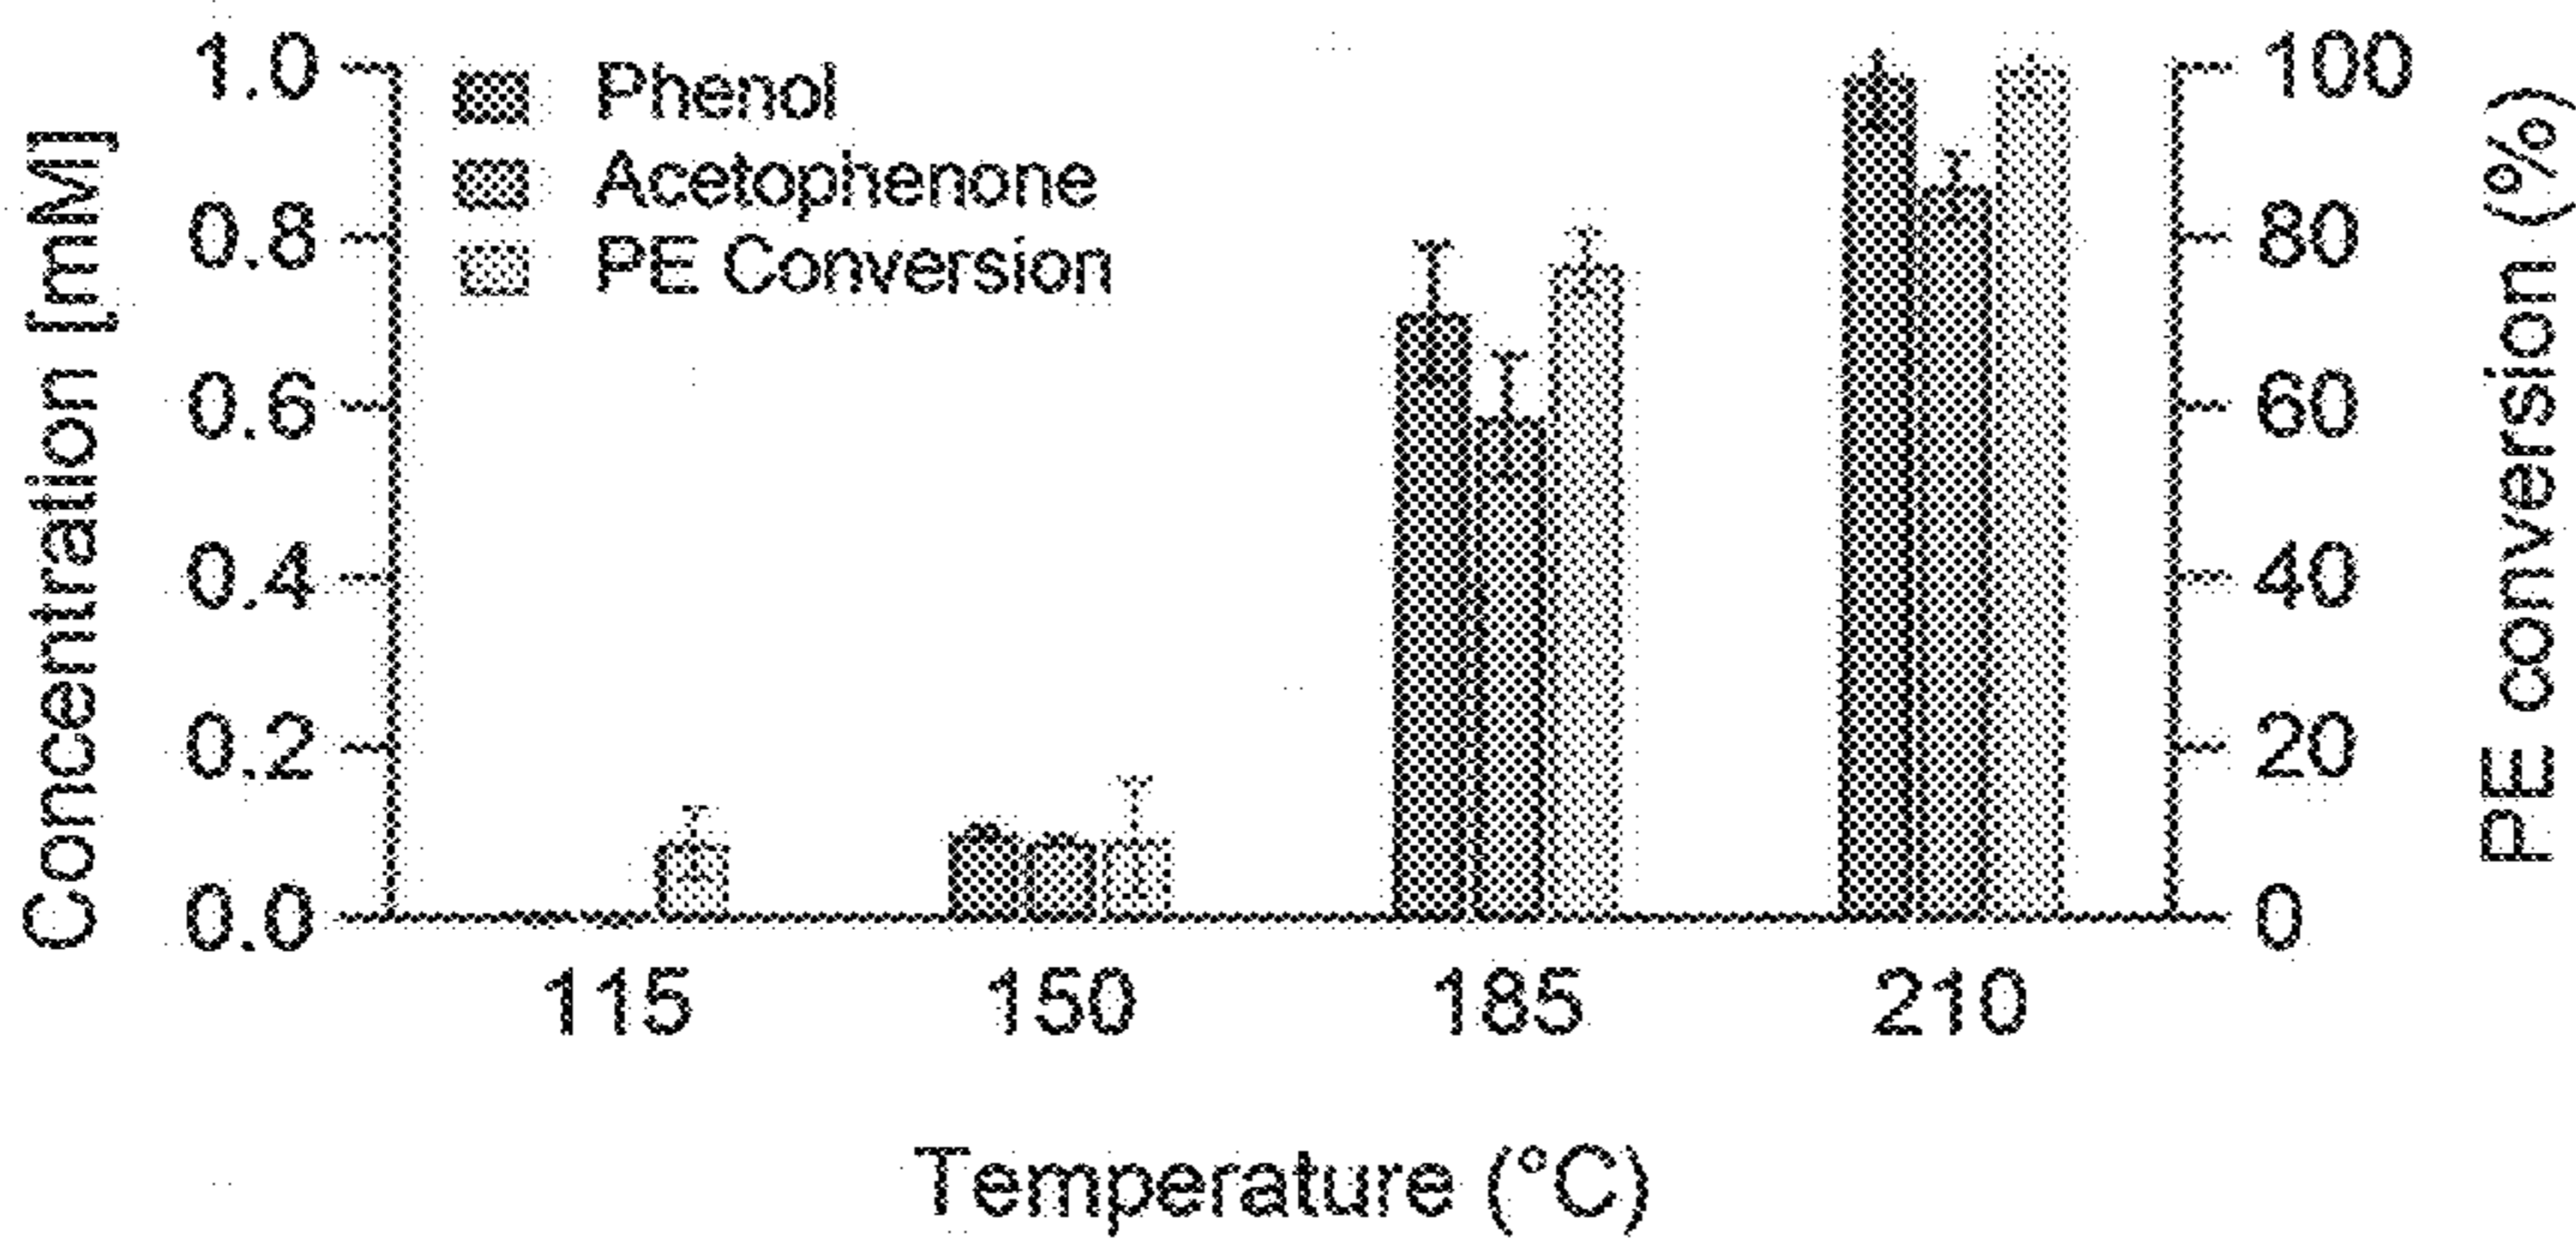 Concentration [mM]
1.0
0.8
0.6
0.4
0.2
0.0
Phenol
Acetophenone
PE Conversion
100
80
60
40
20
0
PE conversion (%)
115 150 185 210
Temperature (°C)